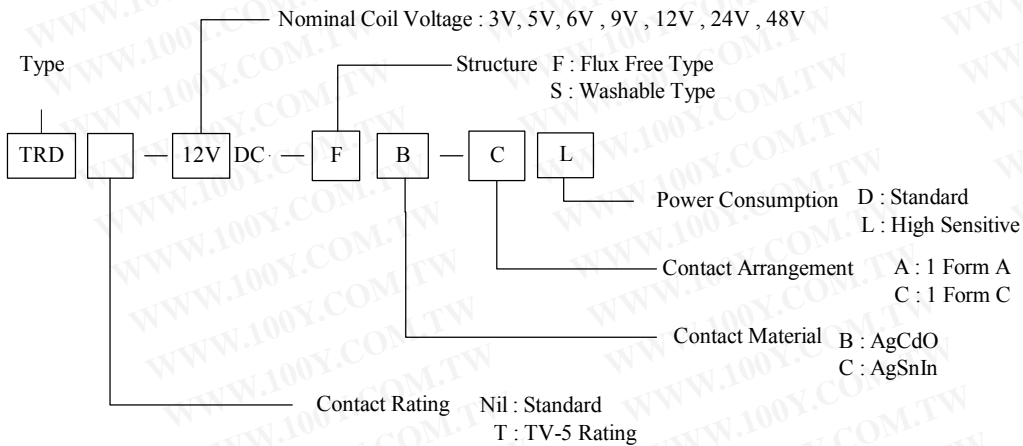 Nominal Coil Voltage : 3V, 5V, 6V , 9V , 12V , 24V , 48V
Type
Structure F : Flux Free Type
S : Washable Type
TRD — 12V DC — F B — C L
Power Consumption D : Standard
L : High Sensitive
Contact Arrangement A : 1 Form A
C : 1 Form C
Contact Material B : AgCdO
C : AgSnIn
Contact Rating Nil : Standard
T : TV-5 Rating
WWW.100Y.COM.TW